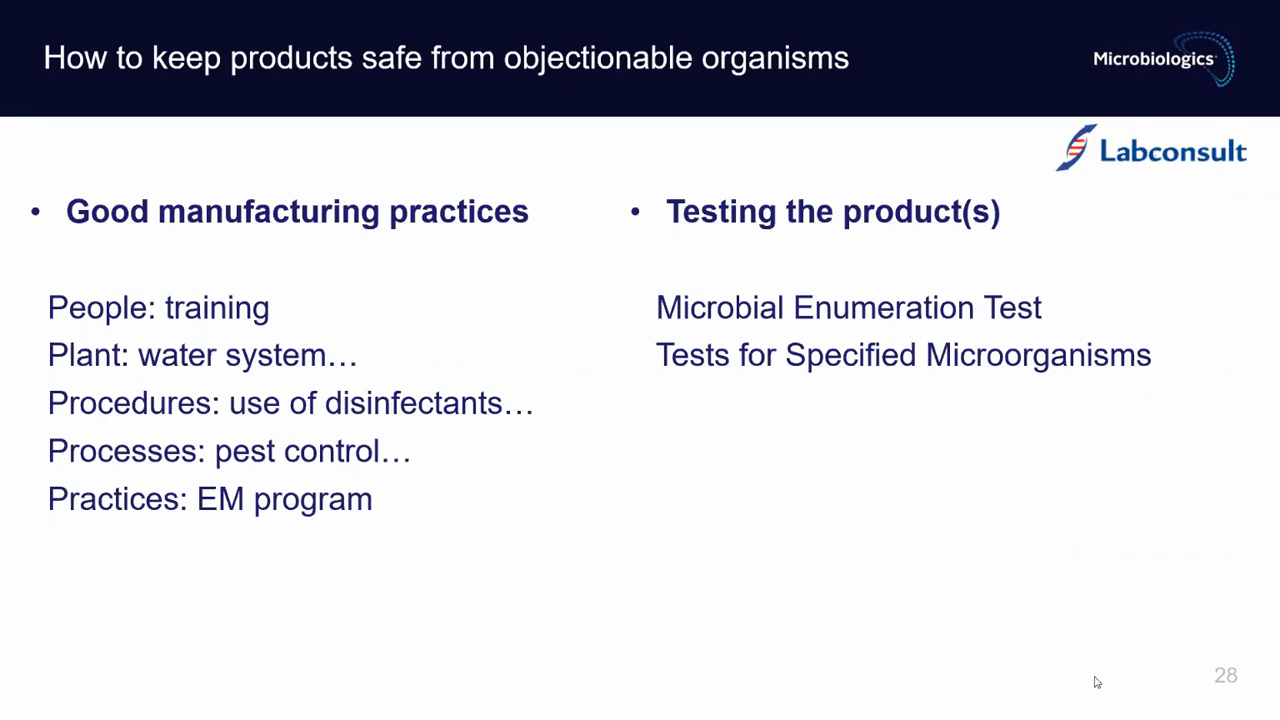 How to keep products safe from objectionable organisms
Microbiologics
Labconsult
• Good manufacturing practices
People: training
Plant: water system…
Procedures: use of disinfectants…
Processes: pest control…
Practices: EM program
• Testing the product(s)
Microbial Enumeration Test
Tests for Specified Microorganisms
28